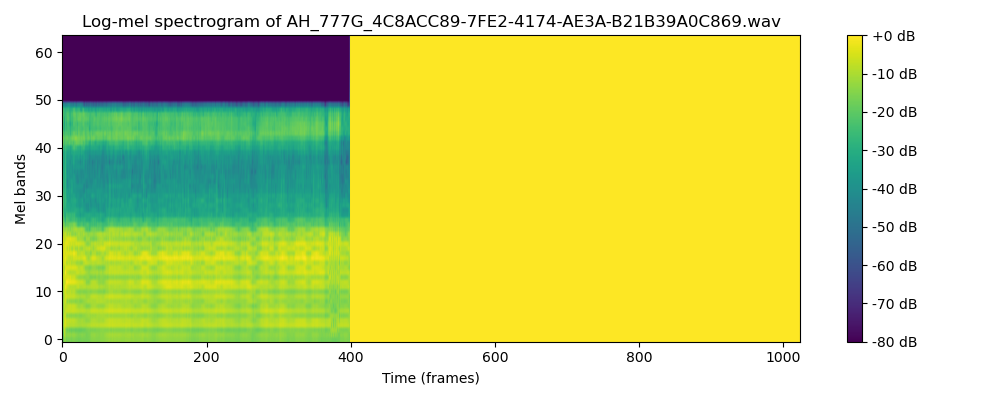 Log-mel spectrogram of AH_777G_4C8ACC89-7FE2-4174-AE3A-B21B39A0C869.wav
60
50
40
30
20
10
0
Mel bands
0 200 400 600 800 1000
Time (frames)
+0 dB
-10 dB
-20 dB
-30 dB
-40 dB
-50 dB
-60 dB
-70 dB
-80 dB